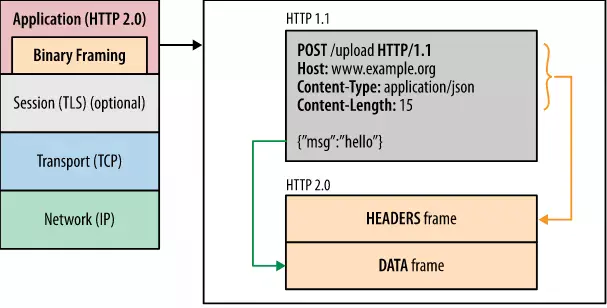 Application (HTTP 2.0)
Binary Framing
Session (TLS) (optional)
Transport (TCP)
Network (IP)
HTTP 1.1
POST /upload HTTP/1.1
Host: www.example.org
Content-Type: application/json
Content-Length: 15
{"msg":"hello"}
HTTP 2.0
HEADERS frame
DATA frame